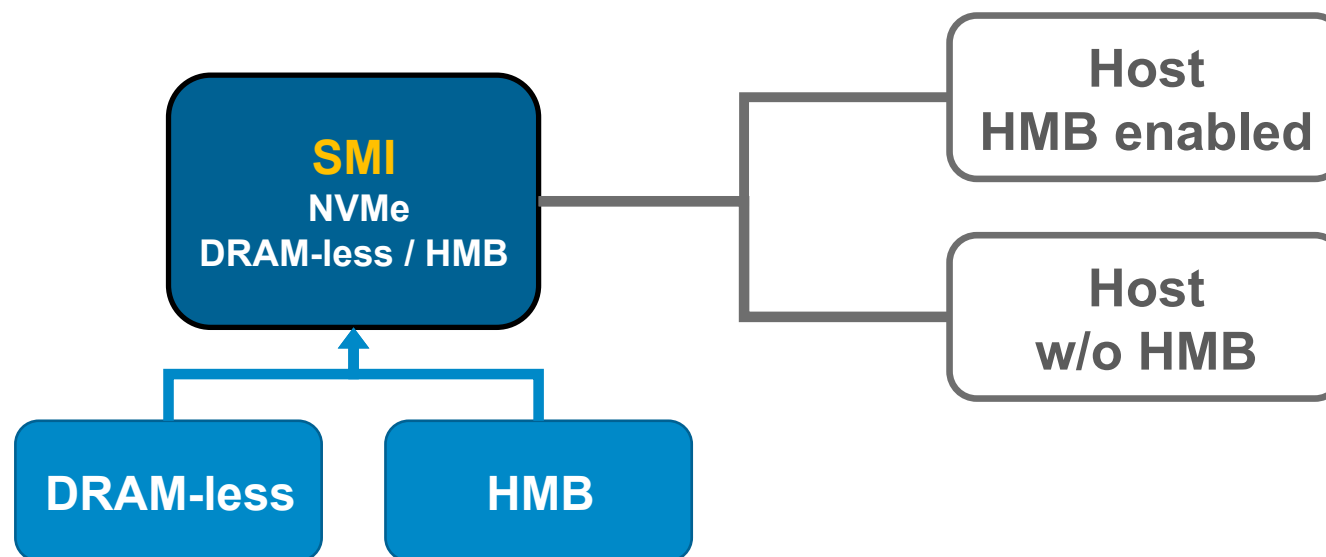 SMI
NVMe
DRAM-less / HMB
Host
HMB enabled
Host
w/o HMB
DRAM-less
HMB